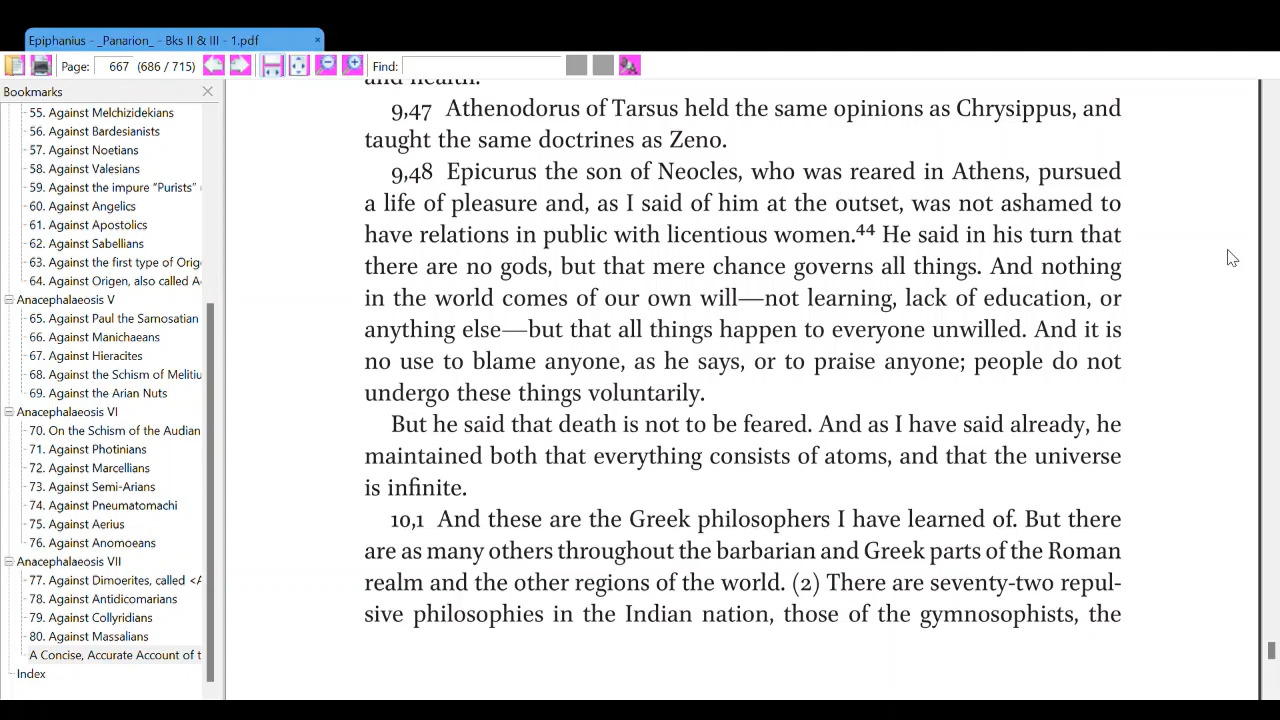 Epiphanius - _Panarion_ - Bks II & III - 1.pdf
Page: 667 (686 / 715) Find:
Bookmarks
55. Against Melchizidekians
56. Against Bardesianists
57. Against Noetians
58. Against Valesians
59. Against the impure “Purists”
60. Against Angelics
61. Against Apostolics
62. Against Sabellians
63. Against the first type of Orig
64. Against Origen, also called A
Anacephalaeosis V
65. Against Paul the Samosatian
66. Against Manichaeans
67. Against Hieracites
68. Against the Schism of Melitiu
69. Against the Arian Nuts
Anacephalaeosis VI
70. On the Schism of the Audian
71. Against Photinians
72. Against Marcellians
73. Against Semi-Arians
74. Against Pneumatomachi
75. Against Aerius
76. Against Anomoeans
Anacephalaeosis VII
77. Against Dimoerites, called <A
78. Against Antidicomarians
79. Against Collyridians
80. Against Massalians
A Concise, Accurate Account of t
Index
and health.
9,47 Athenodorus of Tarsus held the same opinions as Chrysippus, and
taught the same doctrines as Zeno.
9,48 Epicurus the son of Neocles, who was reared in Athens, pursued
a life of pleasure and, as I said of him at the outset, was not ashamed to
have relations in public with licentious women.44 He said in his turn that
there are no gods, but that mere chance governs all things. And nothing
in the world comes of our own will—not learning, lack of education, or
anything else—but that all things happen to everyone unwilled. And it is
no use to blame anyone, as he says, or to praise anyone; people do not
undergo these things voluntarily.
But he said that death is not to be feared. And as I have said already, he
maintained both that everything consists of atoms, and that the universe
is infinite.
10,1 And these are the Greek philosophers I have learned of. But there
are as many others throughout the barbarian and Greek parts of the Roman
realm and the other regions of the world. (2) There are seventy-two repul-
sive philosophies in the Indian nation, those of the gymnosophists, the